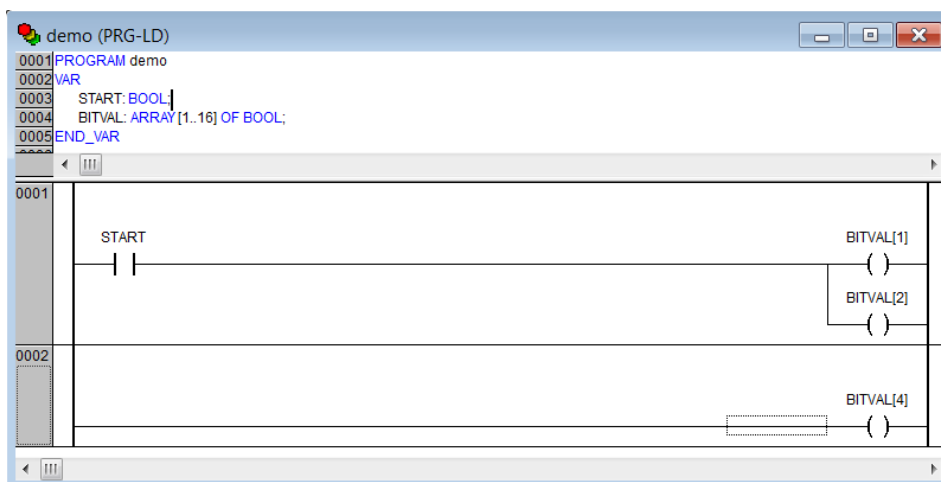 demo (PRG-LD)
0001 PROGRAM demo
0002 VAR
0003 START: BOOL;
0004 BITVAL: ARRAY [1..16] OF BOOL;
0005 END_VAR
0001
START BITVAL[1]
BITVAL[2]
0002
BITVAL[4]